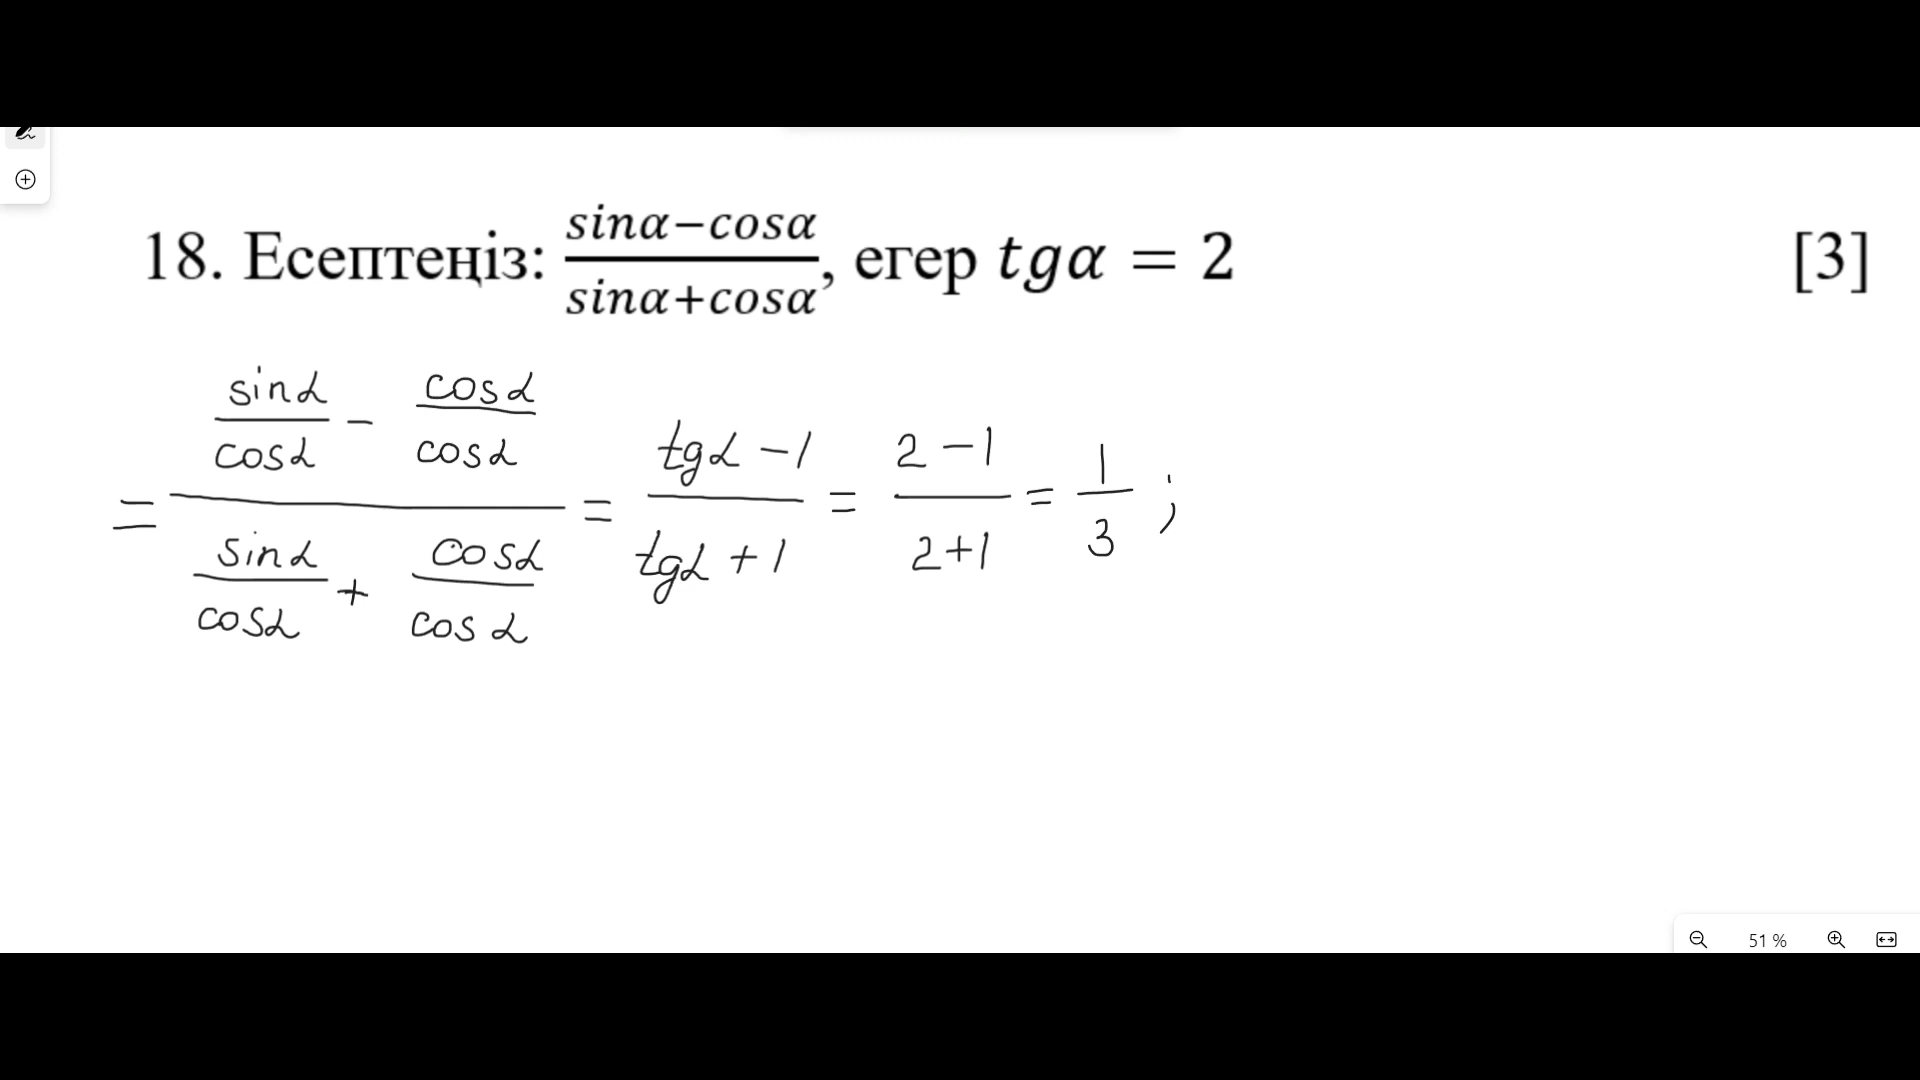 18. Есептеңіз: (sinα−cosα)/(sinα+cosα), егер tgα = 2 [3]
= (sinα/cosα − cosα/cosα)/(sinα/cosα + cosα/cosα) = (tgα −1)/(tgα +1) = (2−1)/(2+1) = 1/3 ;
51 %